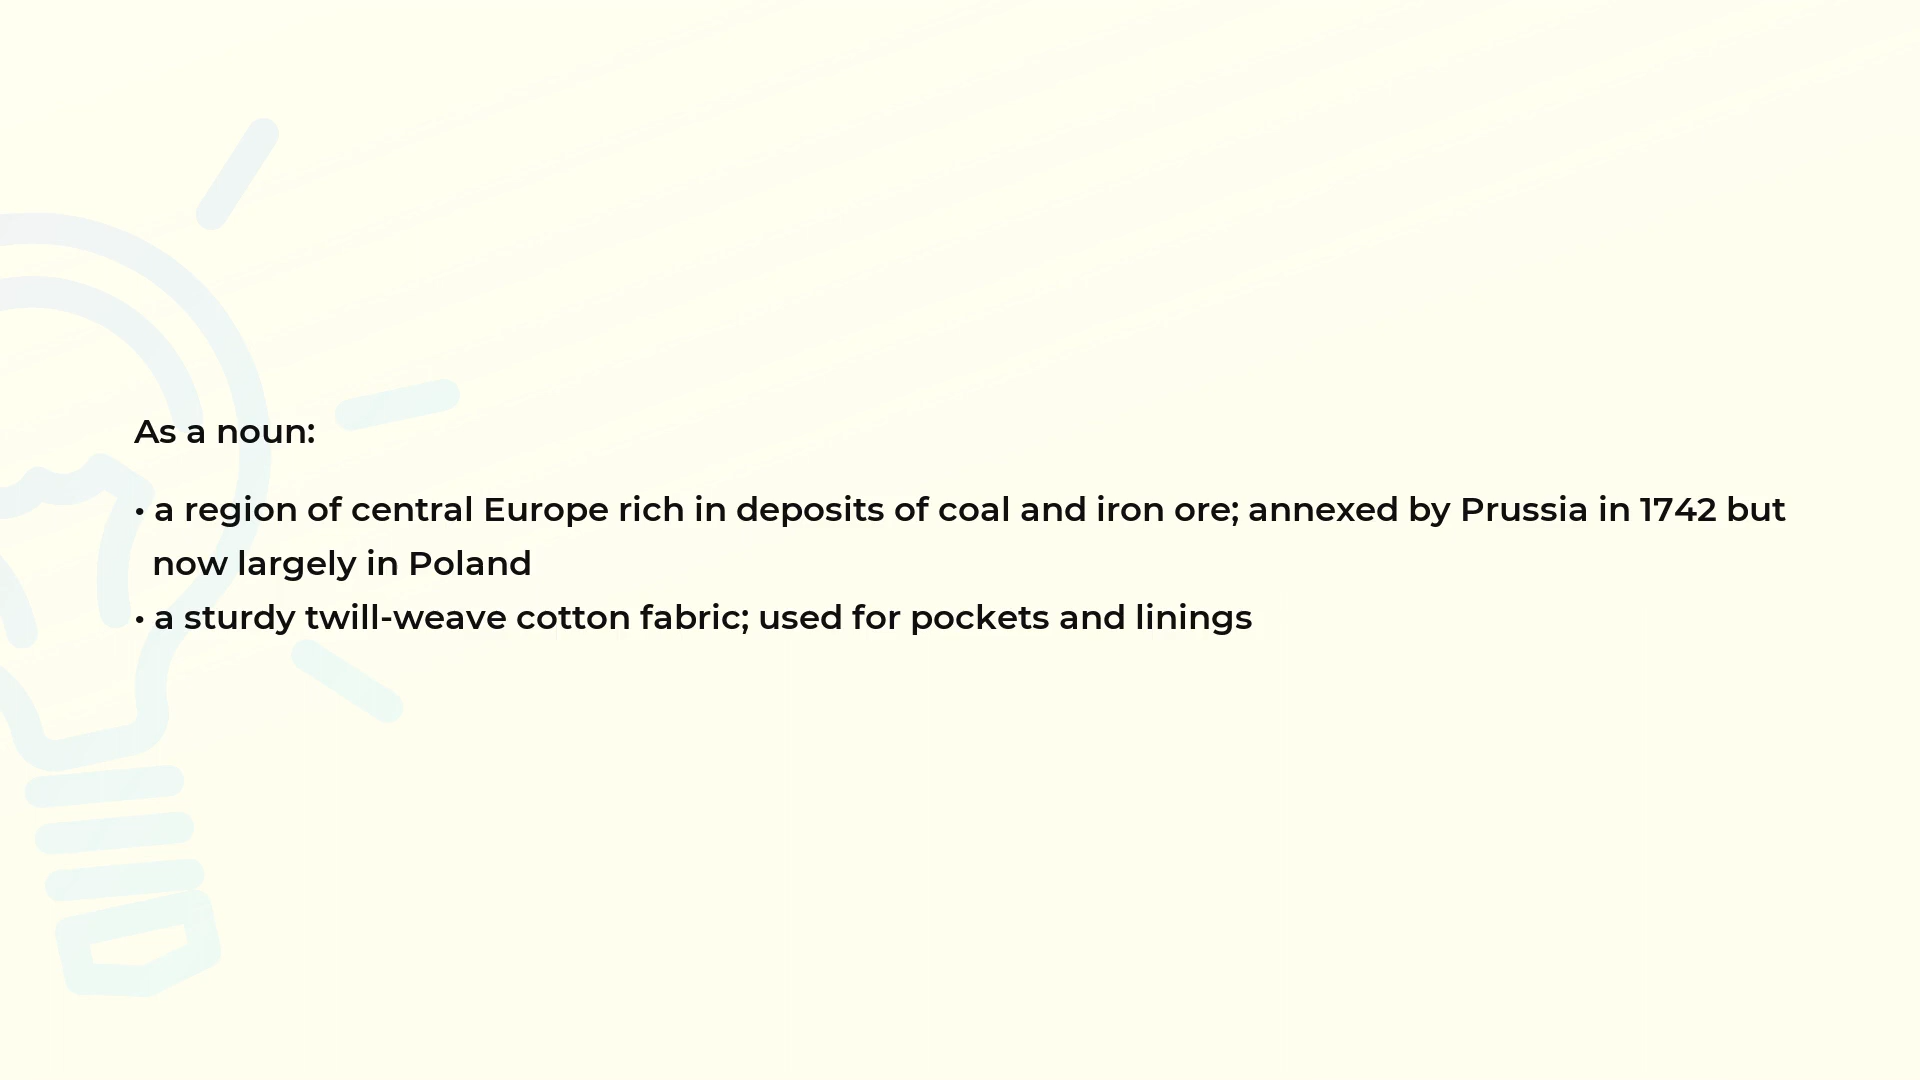 As a noun:
• a region of central Europe rich in deposits of coal and iron ore; annexed by Prussia in 1742 but
now largely in Poland
• a sturdy twill-weave cotton fabric; used for pockets and linings